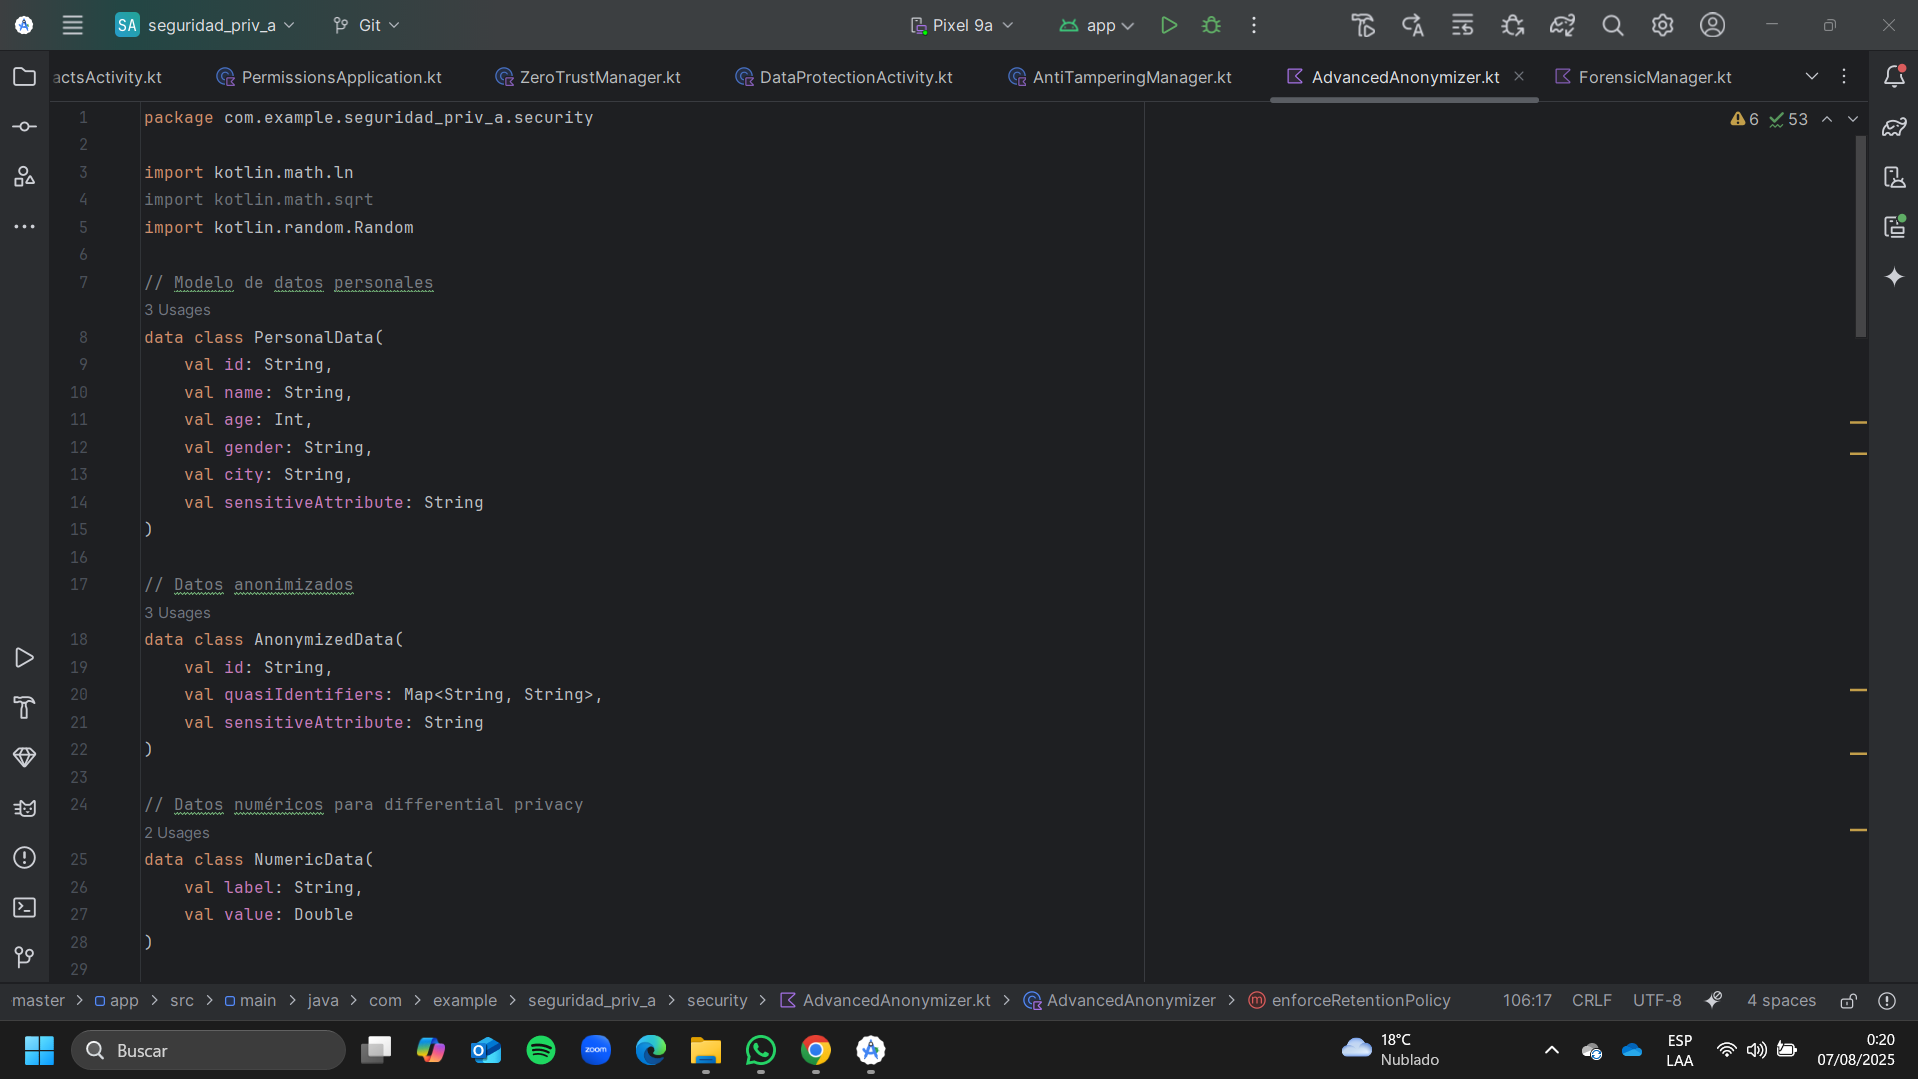 SA seguridad_priv_a Git Pixel 9a app
actsActivity.kt PermissionsApplication.kt ZeroTrustManager.kt DataProtectionActivity.kt AntiTamperingManager.kt AdvancedAnonymizer.kt ForensicManager.kt
6 53
1 package com.example.seguridad_priv_a.security
2
3 import kotlin.math.ln
4 import kotlin.math.sqrt
5 import kotlin.random.Random
6
7 // Modelo de datos personales
3 Usages
8 data class PersonalData(
9 val id: String,
10 val name: String,
11 val age: Int,
12 val gender: String,
13 val city: String,
14 val sensitiveAttribute: String
15 )
16
17 // Datos anonimizados
3 Usages
18 data class AnonymizedData(
19 val id: String,
20 val quasiIdentifiers: Map<String, String>,
21 val sensitiveAttribute: String
22 )
23
24 // Datos numéricos para differential privacy
2 Usages
25 data class NumericData(
26 val label: String,
27 val value: Double
28 )
29
master > app > src > main > java > com > example > seguridad_priv_a > security > AdvancedAnonymizer.kt > AdvancedAnonymizer > enforceRetentionPolicy 106:17 CRLF UTF-8 4 spaces
Buscar zoom 18°C ESP 0:20
Nublado LAA 07/08/2025